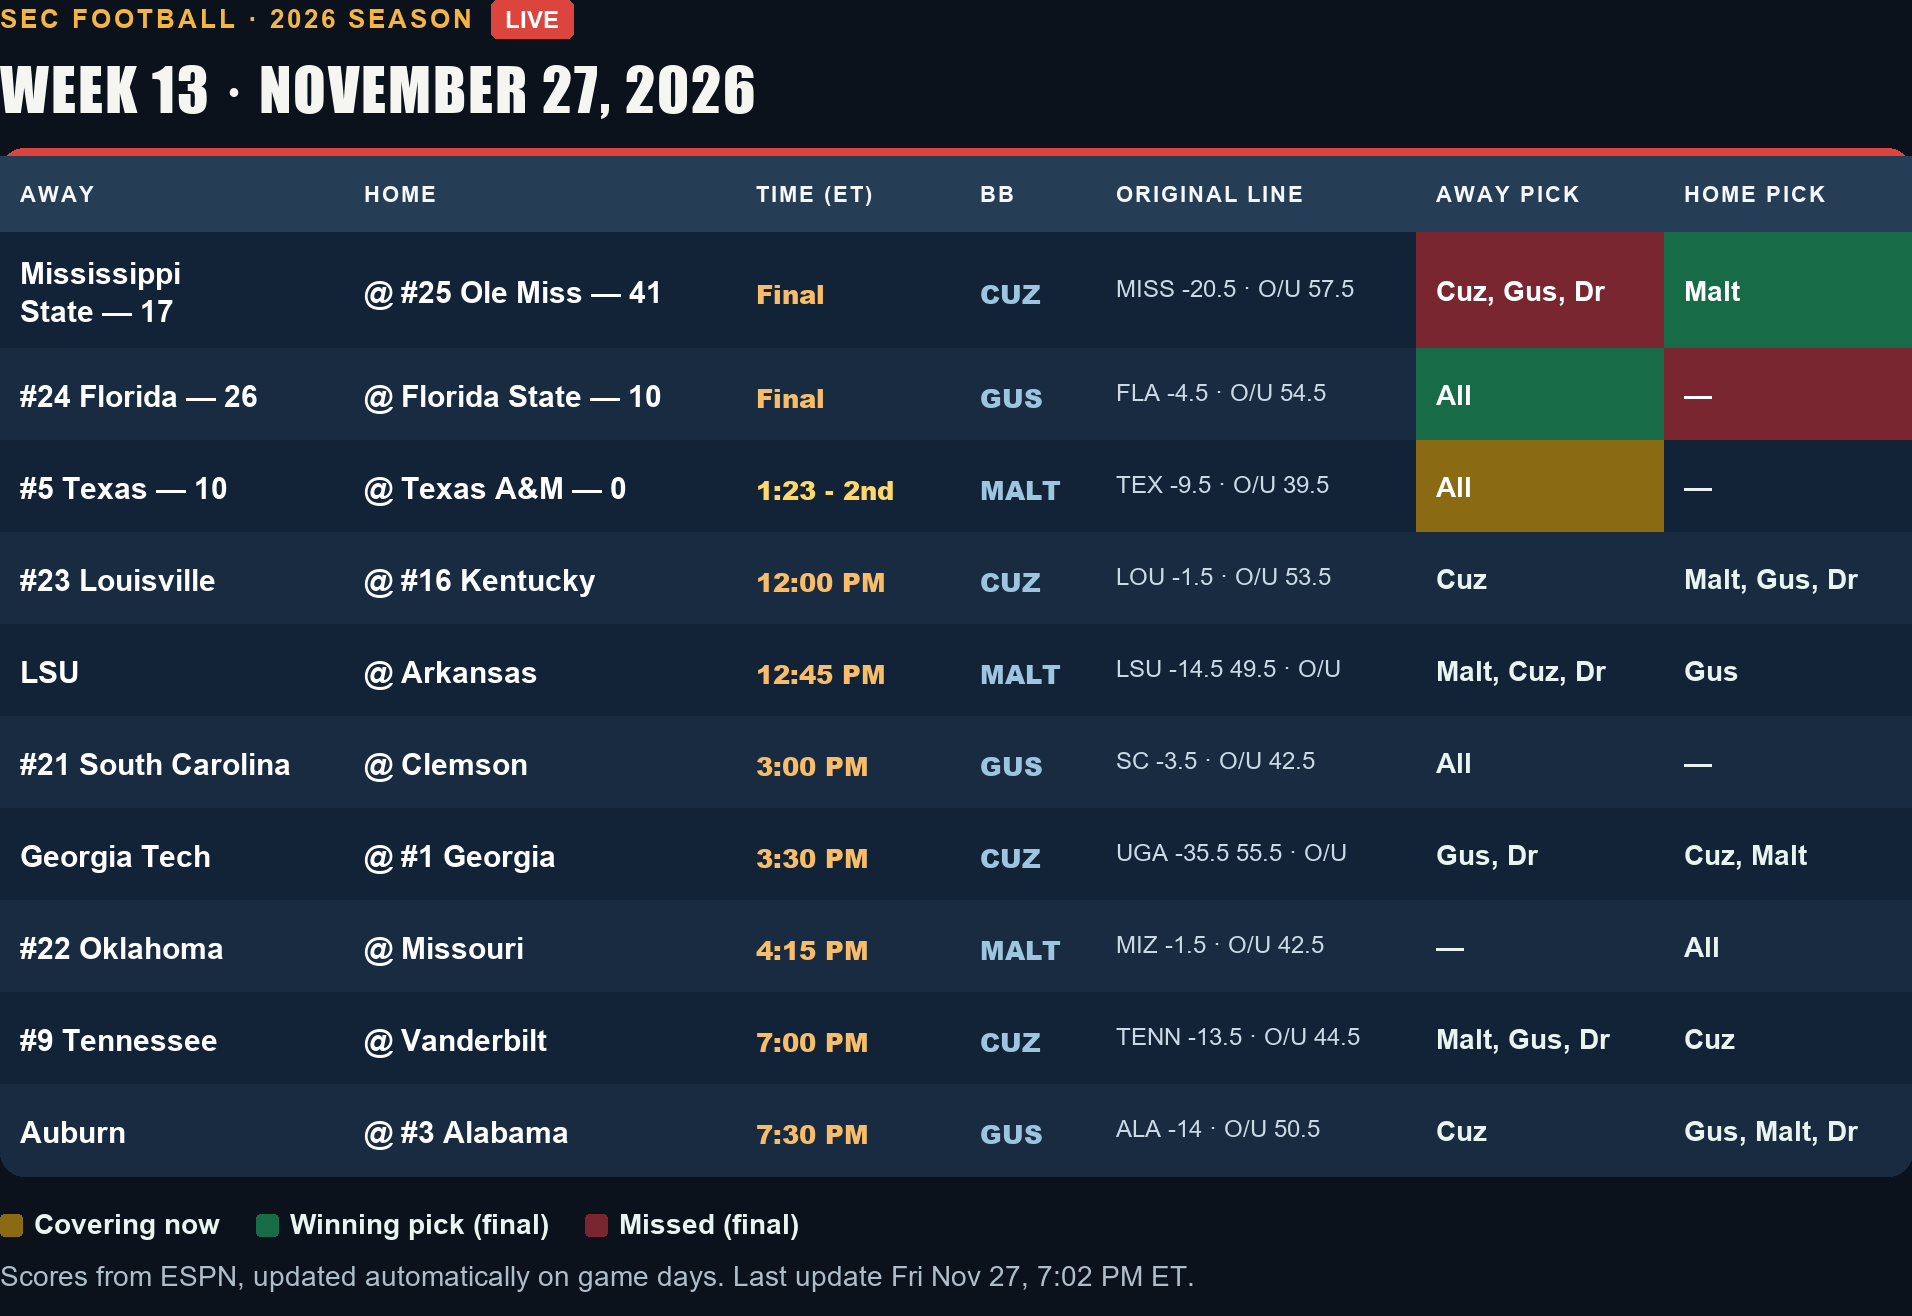 SEC FOOTBALL · 2026 SEASON LIVE
WEEK 13 · NOVEMBER 27, 2026
AWAY HOME TIME (ET) BB ORIGINAL LINE AWAY PICK HOME PICK
Mississippi
State — 17 @ #25 Ole Miss — 41 Final CUZ MISS -20.5 · O/U 57.5 Cuz, Gus, Dr Malt
#24 Florida — 26 @ Florida State — 10 Final GUS FLA -4.5 · O/U 54.5 All —
#5 Texas — 10 @ Texas A&M — 0 1:23 - 2nd MALT TEX -9.5 · O/U 39.5 All —
#23 Louisville @ #16 Kentucky 12:00 PM CUZ LOU -1.5 · O/U 53.5 Cuz Malt, Gus, Dr
LSU @ Arkansas 12:45 PM MALT LSU -14.5 49.5 · O/U Malt, Cuz, Dr Gus
#21 South Carolina @ Clemson 3:00 PM GUS SC -3.5 · O/U 42.5 All —
Georgia Tech @ #1 Georgia 3:30 PM CUZ UGA -35.5 55.5 · O/U Gus, Dr Cuz, Malt
#22 Oklahoma @ Missouri 4:15 PM MALT MIZ -1.5 · O/U 42.5 — All
#9 Tennessee @ Vanderbilt 7:00 PM CUZ TENN -13.5 · O/U 44.5 Malt, Gus, Dr Cuz
Auburn @ #3 Alabama 7:30 PM GUS ALA -14 · O/U 50.5 Cuz Gus, Malt, Dr
Covering now Winning pick (final) Missed (final)
Scores from ESPN, updated automatically on game days. Last update Fri Nov 27, 7:02 PM ET.